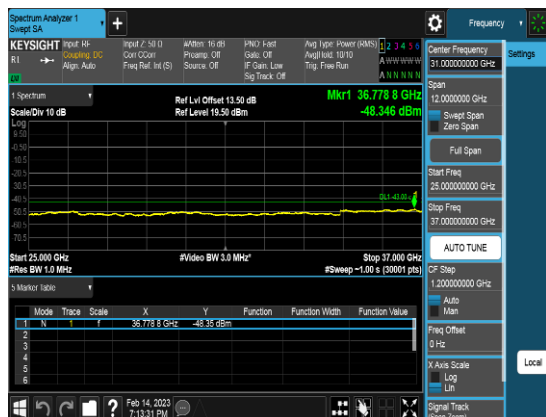 Spectrum Analyzer 1
Swept SA
Frequency
KEYSIGHT
Input: RF
Coupling: DC
Align: Auto
Input Z: 50 Ω
Corr CCorr
Freq Ref: Int (S)
#Atten: 16 dB
Preamp: Off
Source: Off
PNO: Fast
Gate: Off
IF Gain: Low
Sig Track: Off
Avg Type: Power (RMS)
Avg|Hold: 10/10
Trig: Free Run
1 2 3 4 5 6
A W W W W W
A N N N N N
1 Spectrum
Scale/Div 10 dB
Ref Lvl Offset 13.50 dB
Ref Level 19.50 dBm
Mkr1 36.778 8 GHz
-48.346 dBm
Log
9.50
-0.50
-10.5
-20.5
-30.5
-40.5
-50.5
-60.5
-70.5
DL1 -43.00
Start 25.000 GHz
#Res BW 1.0 MHz
#Video BW 3.0 MHz*
Stop 37.000 GHz
#Sweep ~1.00 s (30001 pts)
5 Marker Table
Mode Trace Scale X Y Function Function Width Function Value
1 N 1 f 36.778 8 GHz -48.35 dBm
2
3
4
5
6
Feb 14, 2023
7:13:31 PM
Center Frequency
31.000000000 GHz
Span
12.0000000 GHz
Swept Span
Zero Span
Full Span
Start Freq
25.000000000 GHz
Stop Freq
37.000000000 GHz
AUTO TUNE
CF Step
1.200000000 GHz
Auto
Man
Freq Offset
0 Hz
X Axis Scale
Log
Lin
Signal Track
Settings
Local